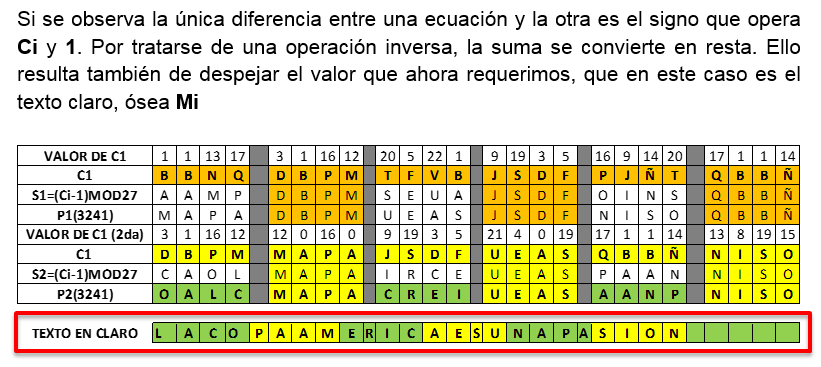 Si se observa la única diferencia entre una ecuación y la otra es el signo que opera
Ci y 1. Por tratarse de una operación inversa, la suma se convierte en resta. Ello
resulta también de despejar el valor que ahora requerimos, que en este caso es el
texto claro, ósea Mi
VALOR DE C1 1 1 13 17 3 1 16 12 20 5 22 1 9 19 3 5 16 9 14 20 17 1 1 14
C1 B B N Q D B P M T F V B J S D F P J Ñ T Q B B Ñ
S1=(Ci-1)MOD27 A A M P D B P M S E U A J S D F O I N S Q B B Ñ
P1(3241) M A P A D B P M U E A S J S D F N I S O Q B B Ñ
VALOR DE C1 (2da) 3 1 16 12 12 0 16 0 9 19 3 5 21 4 0 19 17 1 1 14 13 8 19 15
C1 D B P M M A P A J S D F U E A S Q B B Ñ N I S O
S2=(Ci-1)MOD27 C A O L M A P A I R C E U E A S P A A N N I S O
P2(3241) O A L C M A P A C R E I U E A S A A N P N I S O
TEXTO EN CLARO L A C O P A A M E R I C A E S U N A P A S I O N